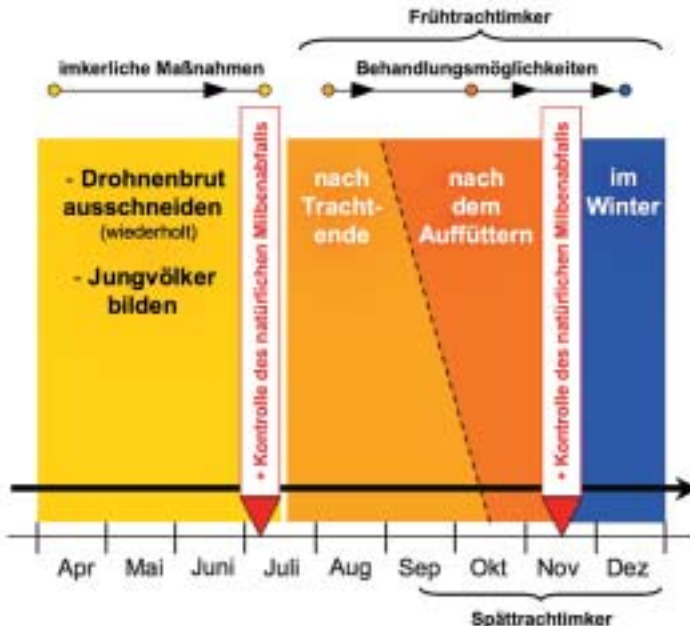 Frühtrachtimker
imkerliche Maßnahmen
Behandlungsmöglichkeiten
- Drohnenbrut
ausschneiden
(wiederholt)
- Jungvölker
bilden
+ Kontrolle des natürlichen Milbenabfalls
nach
Tracht-
ende
nach
dem
Auffüttern
+ Kontrolle des natürlichen Milbenabfalls
im
Winter
Apr Mai Juni Juli Aug Sep Okt Nov Dez
Spättrachtimker